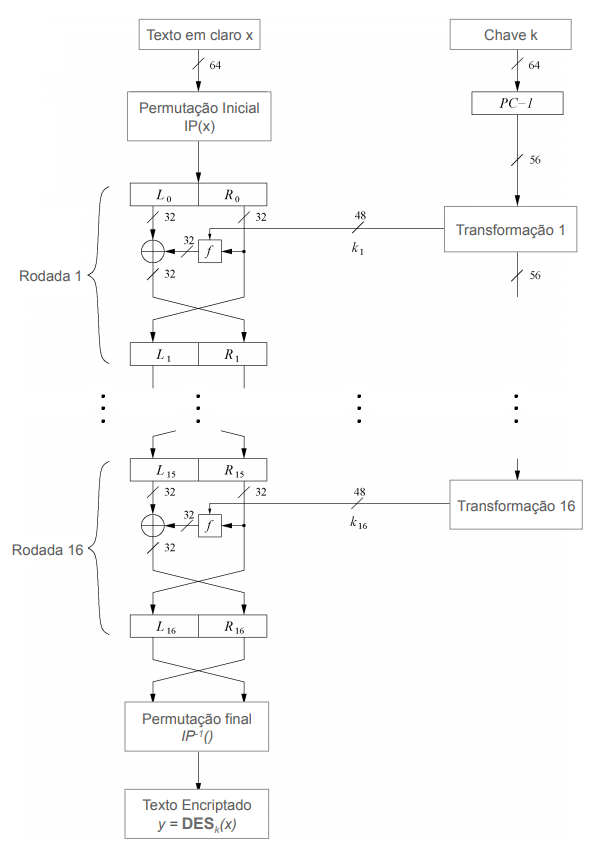 Texto em claro x
Chave k
64
64
Permutação Inicial
IP(x)
PC−1
56
L0
R0
32
32
48
k1
Transformação 1
32
f
32
56
Rodada 1
L1
R1
L15
R15
32
32
48
k16
Transformação 16
32
f
32
Rodada 16
L16
R16
Permutação final
IP-1()
Texto Encriptado
y = DESk(x)